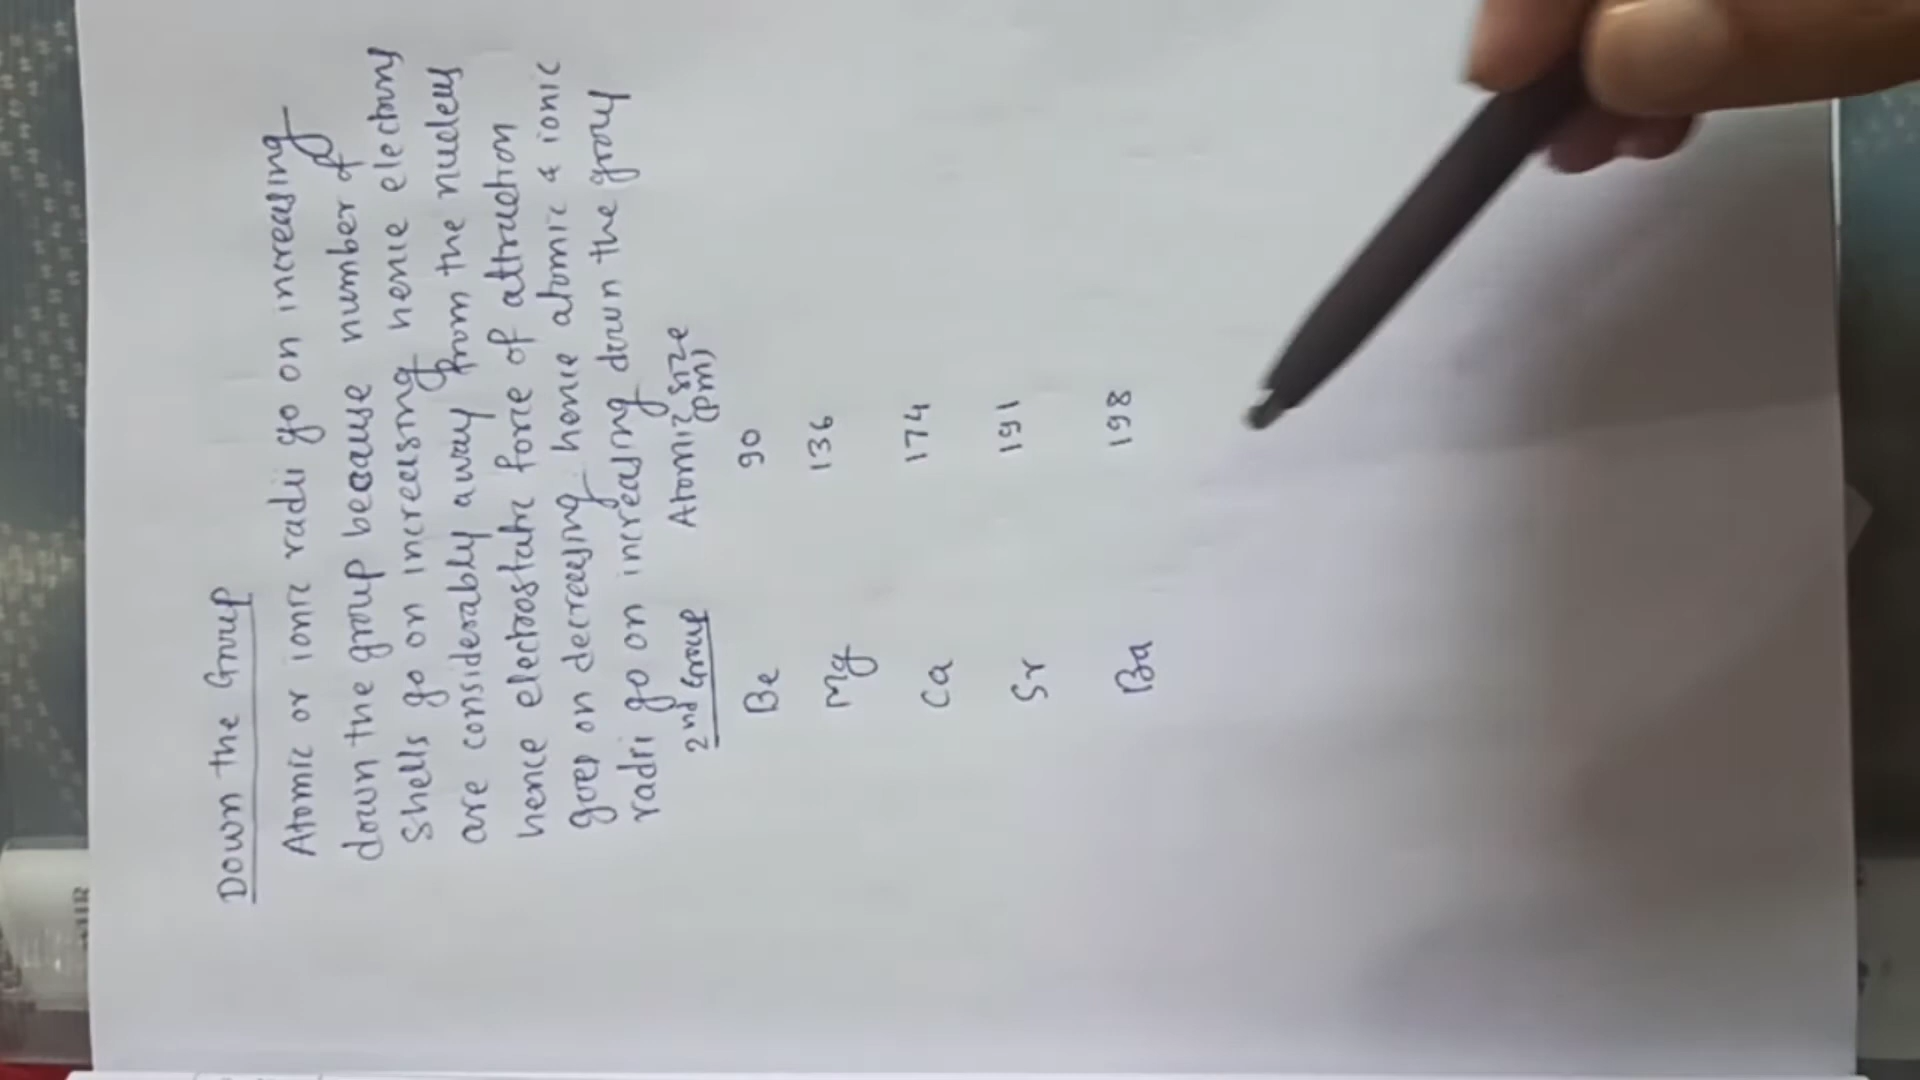 Down the Group
Atomic or ionic radii go on increasing
down the group because number of
shells go on increasing hence electrons
are considerably away from the nucleus
hence electrostatic force of attraction
goes on decreasing. hence atomic & ionic
radii go on increasing down the group
2nd Group Atomic size (pm)
Be 90
Mg 136
Ca 174
Sr 191
Ba 198